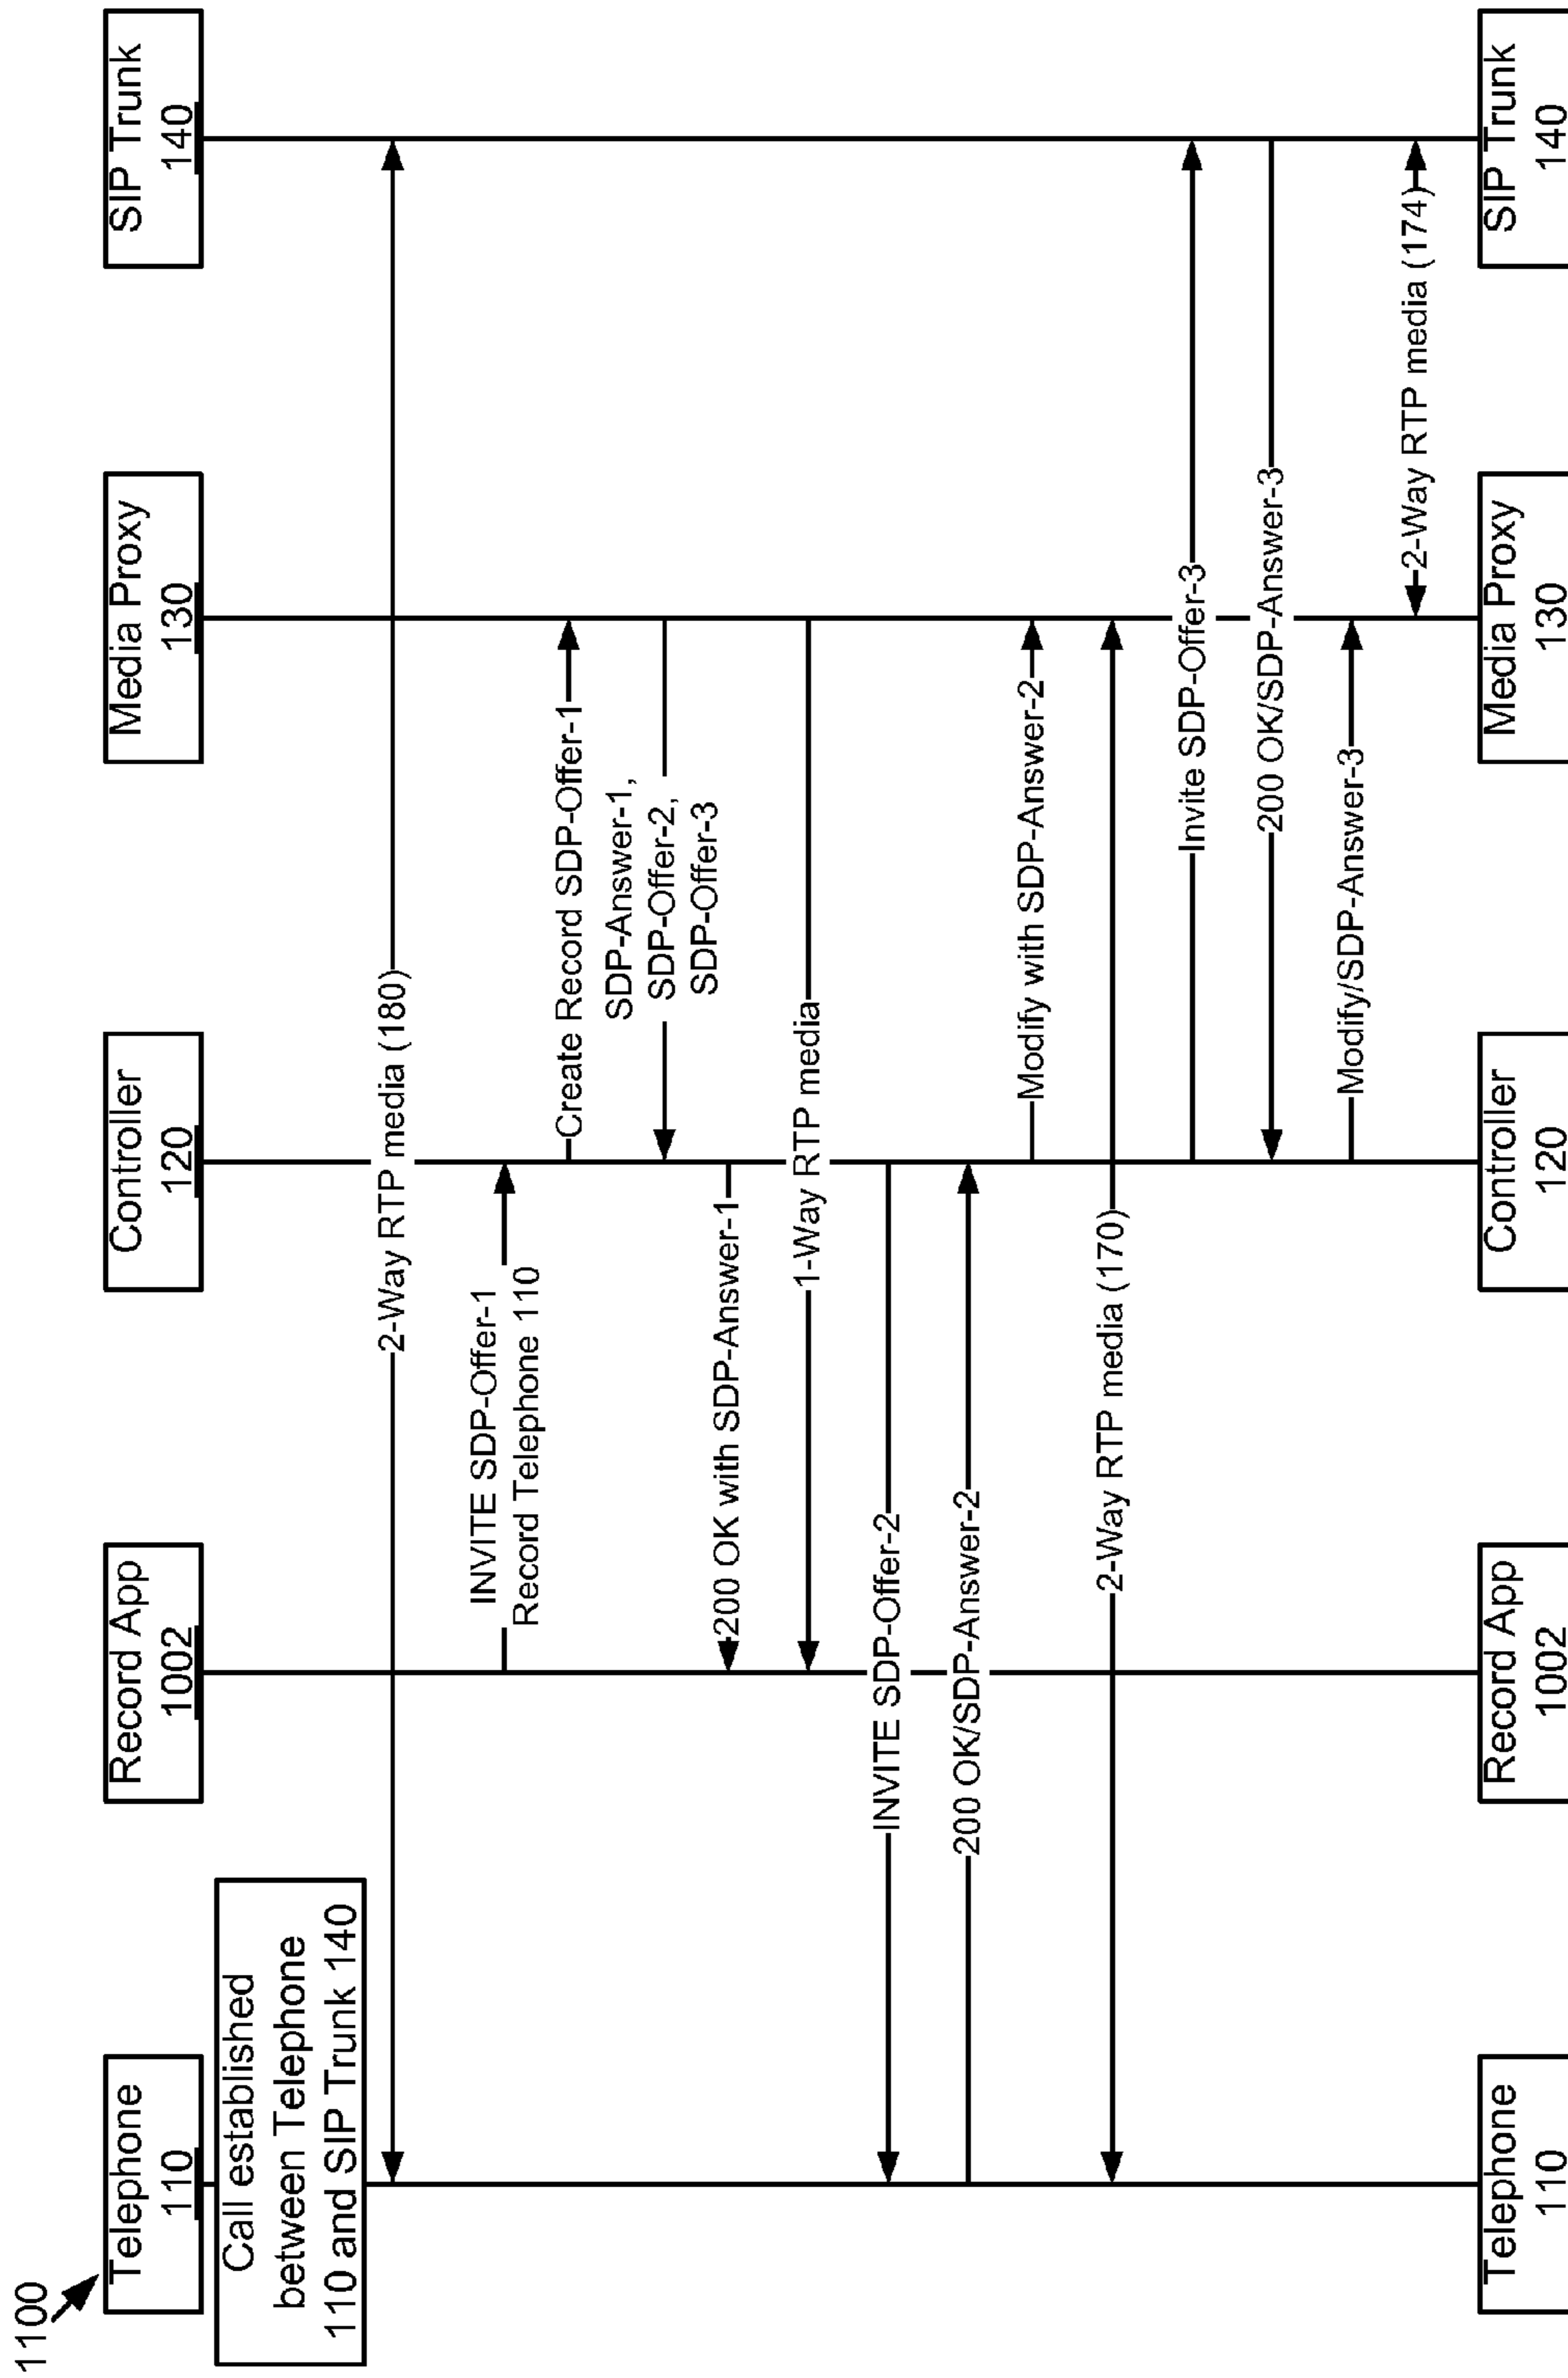 1100
Telephone
110
Record App
1002
Controller
120
Media Proxy
130
SIP Trunk
140
Call established
between Telephone
110 and SIP Trunk 140
2-Way RTP media (180)
INVITE SDP-Offer-1
Record Telephone 110
Create Record SDP-Offer-1
SDP-Answer-1,
SDP-Offer-2,
SDP-Offer-3
200 OK with SDP-Answer-1
1-Way RTP media
INVITE SDP-Offer-2
200 OK/SDP-Answer-2
Modify with SDP-Answer-2
2-Way RTP media (170)
Invite SDP-Offer-3
200 OK/SDP-Answer-3
Modify/SDP-Answer-3
2-Way RTP media (174)
Telephone
110
Record App
1002
Controller
120
Media Proxy
130
SIP Trunk
140